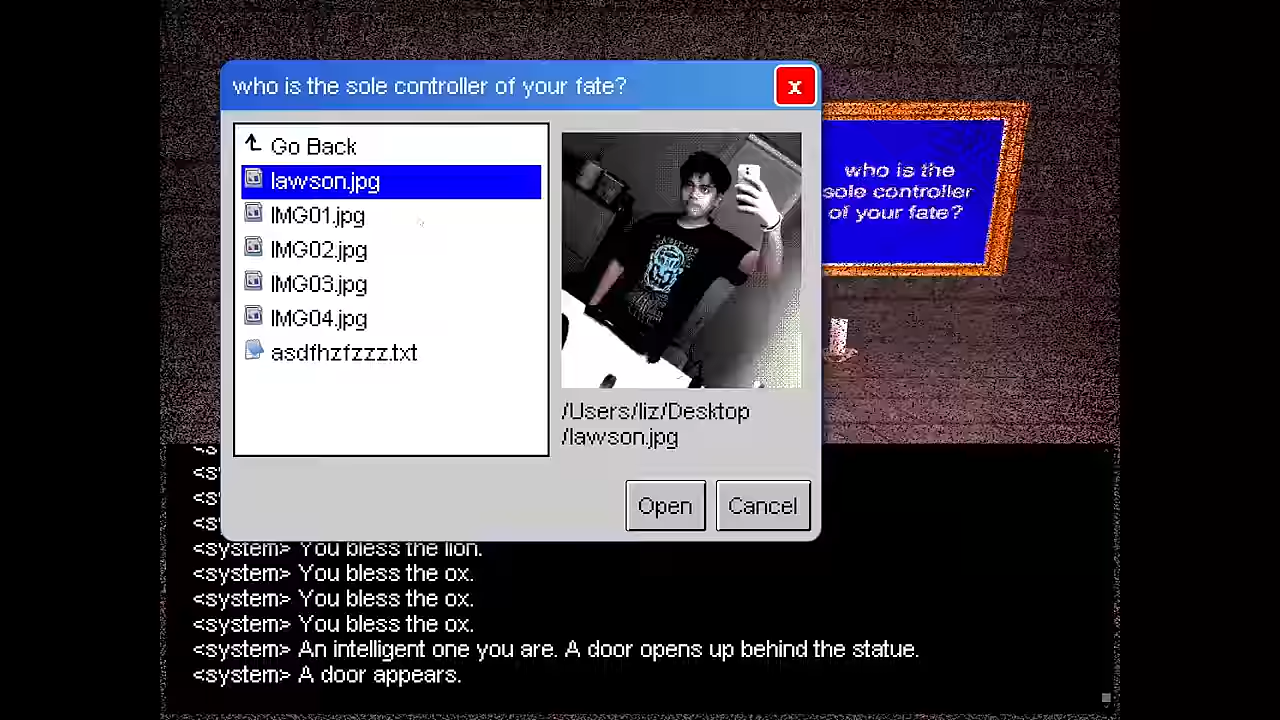 who is the sole controller of your fate?
x
Go Back
lawson.jpg
IMG01.jpg
IMG02.jpg
IMG03.jpg
IMG04.jpg
asdfhzfzzz.txt
/Users/liz/Desktop
/lawson.jpg
Open
Cancel
who is the
sole controller
of your fate?
<system> You bless the lion.
<system> You bless the ox.
<system> You bless the ox.
<system> You bless the ox.
<system> An intelligent one you are. A door opens up behind the statue.
<system> A door appears.